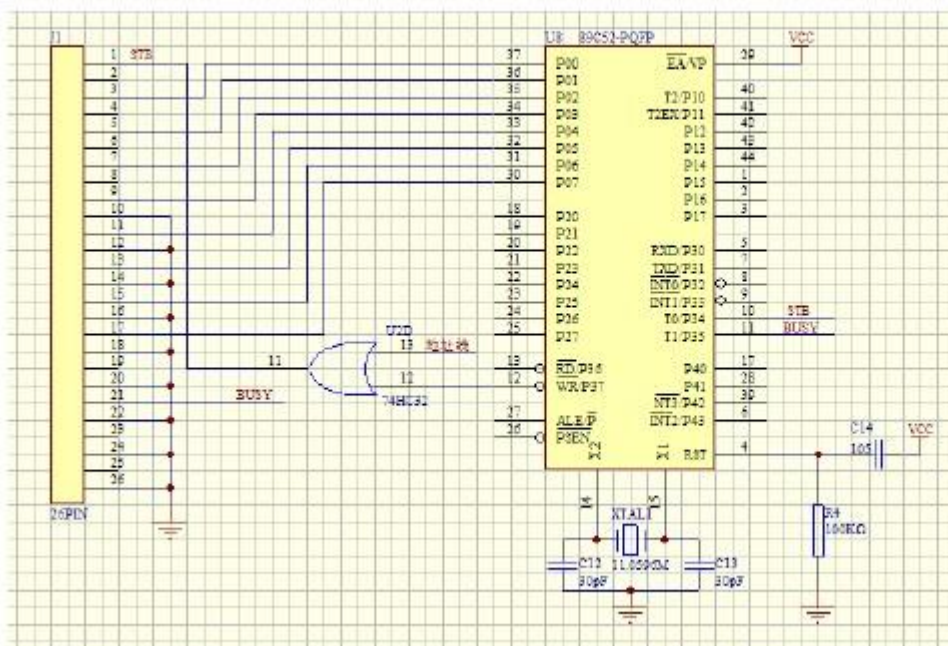 J1
26PIN
1
2
3
4
5
6
7
8
9
10
11
12
13
14
15
16
17
18
19
20
21
22
23
24
25
26
STB
BUSY
U2D
11
13
地址线
12
74HC32
U8 89C52-PQFP
37 P00
36 P01
35 P02
34 P03
33 P04
32 P05
31 P06
30 P07
18 P20
19 P21
20 P22
21 P23
22 P24
23 P25
24 P26
25 P27
13 RD/P36
12 WR/P37
27 ALE/P
26 PSEN
EA/VP
T2/P10 40
T2EX/P11 41
P12 42
P13 43
P14 44
P15 1
P16 2
P17 3
RXD/P30 5
TXD/P31 7
INT0/P32 8
INT1/P33 9
T0/P34 10 STB
T1/P35 11 BUSY
P40 17
P41 28
P42
INT2/P43 6
RST 4
X2
X1
VCC
14
15
XTAL1
11.0596M
C12
30pF
C13
30pF
C14
105
VCC
R4
100KΩ